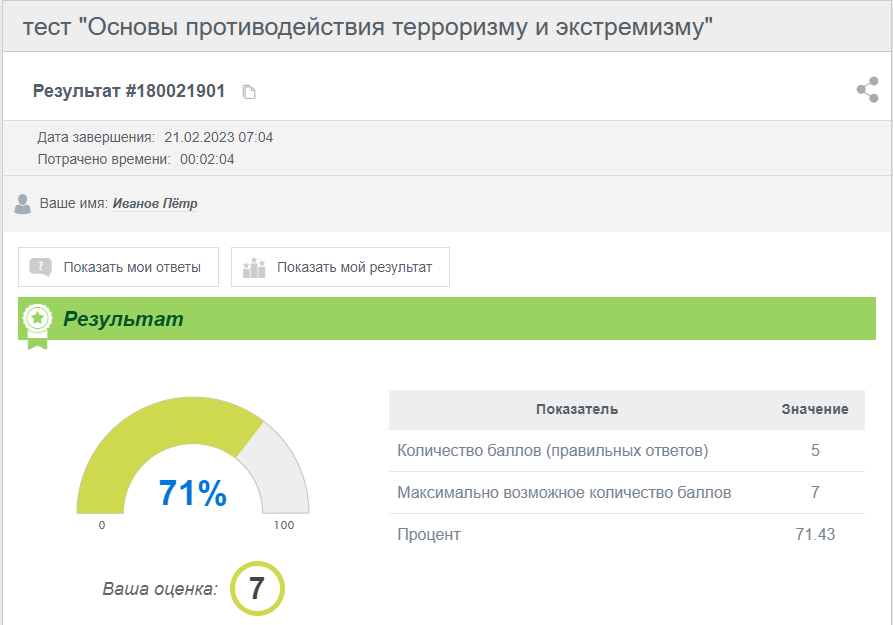 тест "Основы противодействия терроризму и экстремизму"
Результат #180021901
Дата завершения: 21.02.2023 07:04
Потрачено времени: 00:02:04
Ваше имя: Иванов Пётр
Показать мои ответы
Показать мой результат
Результат
71%
0
100
Ваша оценка: 7
Показатель Значение
Количество баллов (правильных ответов) 5
Максимально возможное количество баллов 7
Процент 71.43